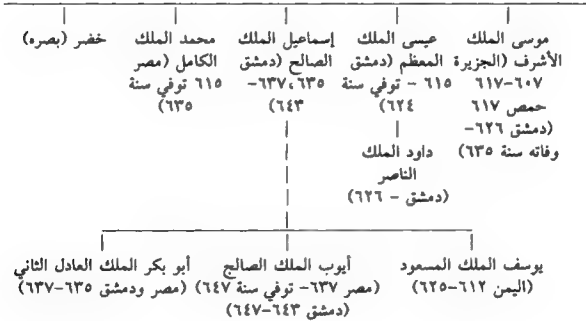 موسى الملك
الأشرف (الجزيرة
٦٠٧-٦١٧
حمص ٦١٧
(دمشق ٦٢٦-
وفاته سنة ٦٣٥)
عيسى الملك
المعظم (دمشق
٦١٥ - توفي سنة
٦٢٤)
داود الملك
الناصر
(دمشق - ٦٢٦)
إسماعيل الملك
الصالح (دمشق
٦٣٥، ٦٣٧-
٦٤٣)
محمد الملك
الكامل (مصر
٦١٥ توفي سنة
٦٣٥)
خضر (بصره)
يوسف الملك المسعود
(اليمن ٦١٢-٦٢٥)
أيوب الملك الصالح
(مصر ٦٣٧- توفي سنة ٦٤٧)
(دمشق ٦٤٣-٦٤٧)
أبو بكر الملك العادل الثاني
(مصر ودمشق ٦٣٥-٦٣٧)